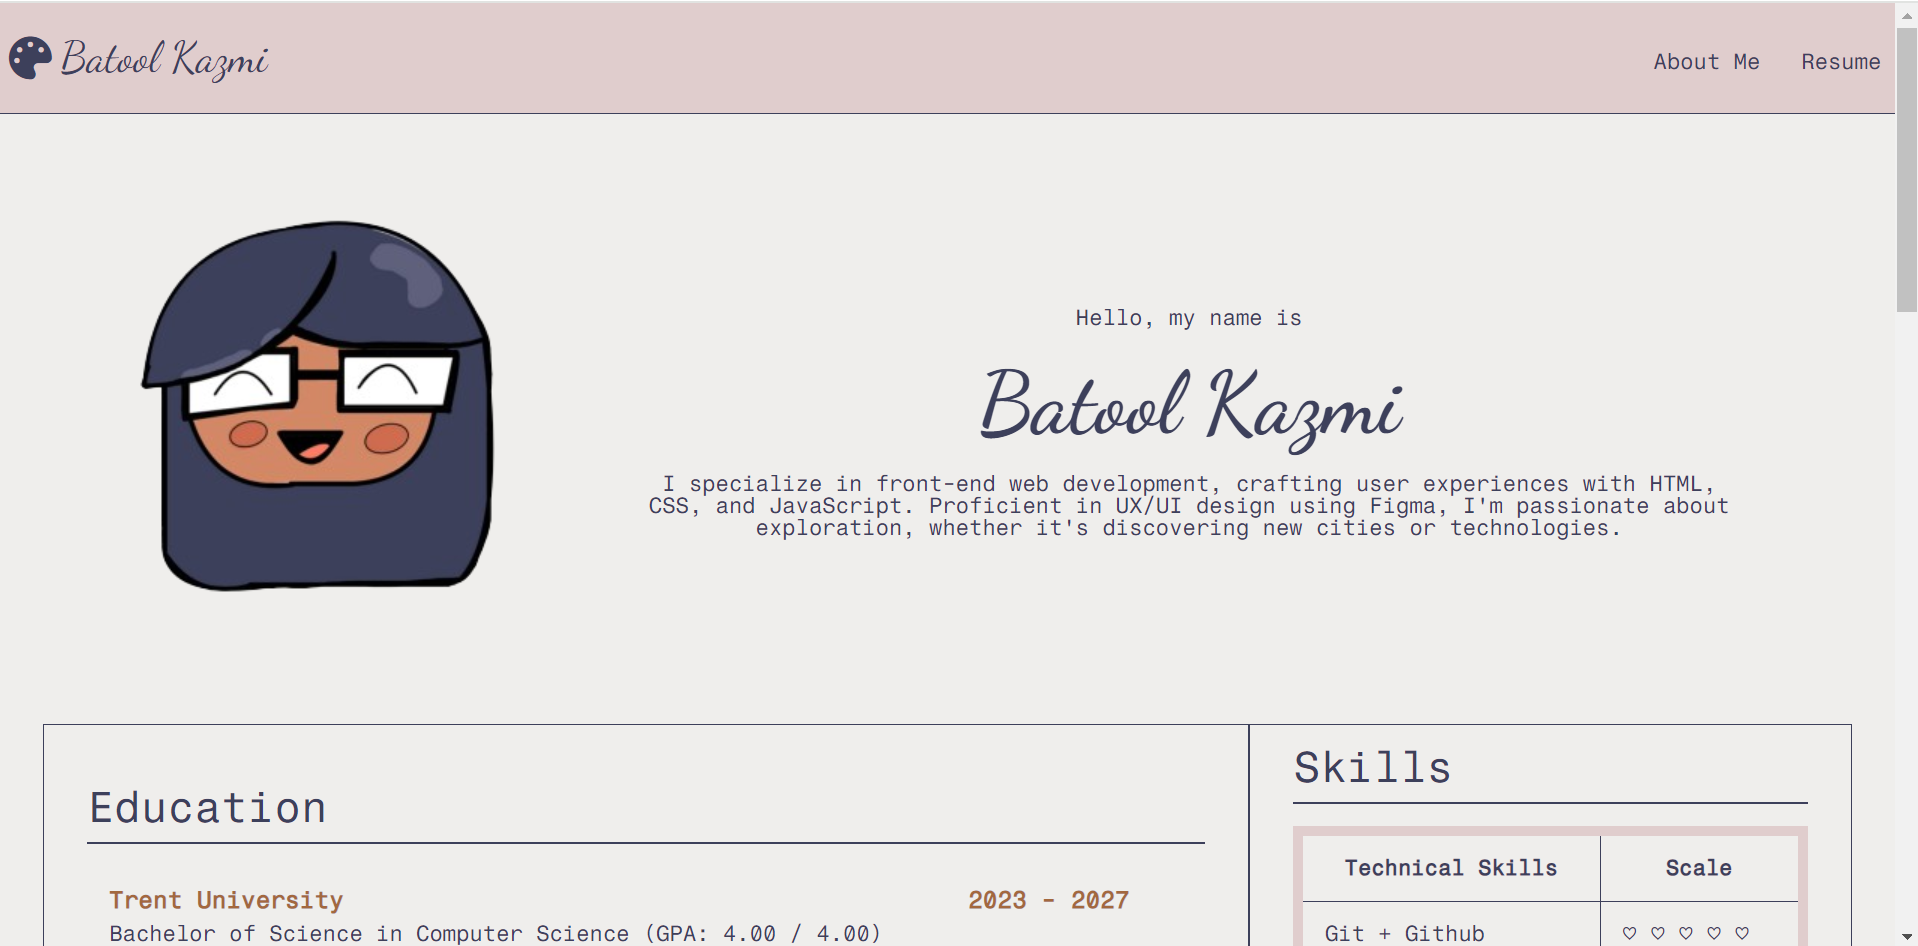 Batool Kazmi
About Me Resume
Hello, my name is
Batool Kazmi
I specialize in front-end web development, crafting user experiences with HTML,
CSS, and JavaScript. Proficient in UX/UI design using Figma, I'm passionate about
exploration, whether it's discovering new cities or technologies.
Education
Trent University 2023 - 2027
Bachelor of Science in Computer Science (GPA: 4.00 / 4.00)
Skills
Technical Skills Scale
Git + Github ♡ ♡ ♡ ♡ ♡